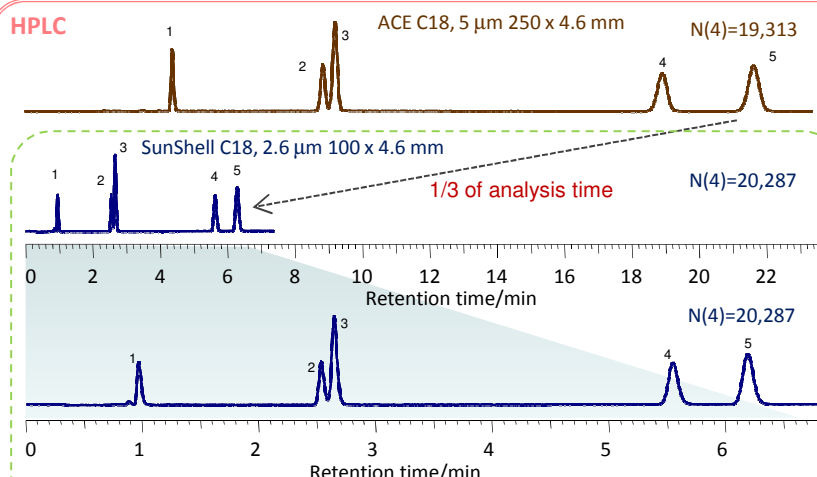 HPLC
ACE C18, 5 µm 250 x 4.6 mm
N(4)=19,313
1
2
3
4
5
SunShell C18, 2.6 µm 100 x 4.6 mm
1
2
3
4
5
1/3 of analysis time
N(4)=20,287
0 2 4 6 8 10 12 14 16 18 20 22
Retention time/min
N(4)=20,287
1
2
3
4
5
0 1 2 3 4 5 6
Retention time/min